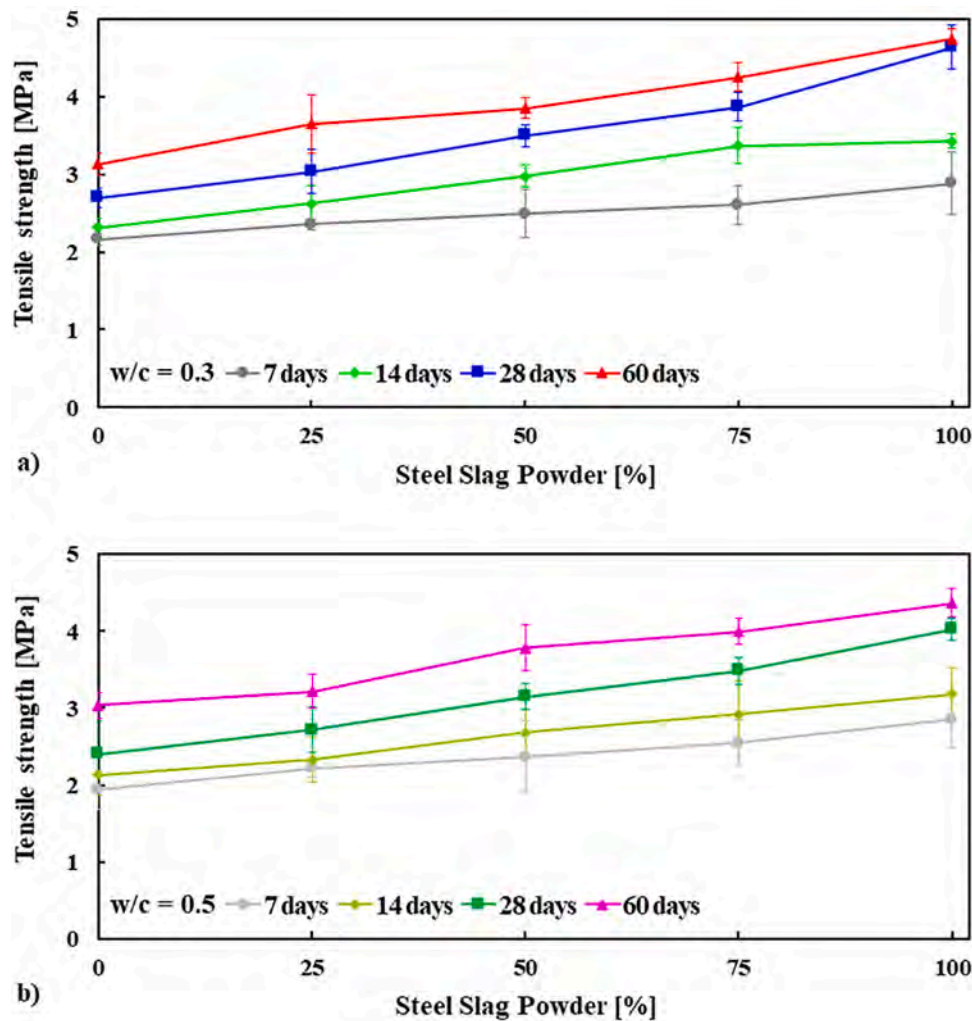 5
4
3
2
1
0
Tensile strength [MPa]
w/c = 0.3 7 days 14 days 28 days 60 days
0 25 50 75 100
a)
Steel Slag Powder [%]
5
4
3
2
1
0
Tensile strength [MPa]
w/c = 0.5 7 days 14 days 28 days 60 days
0 25 50 75 100
b)
Steel Slag Powder [%]